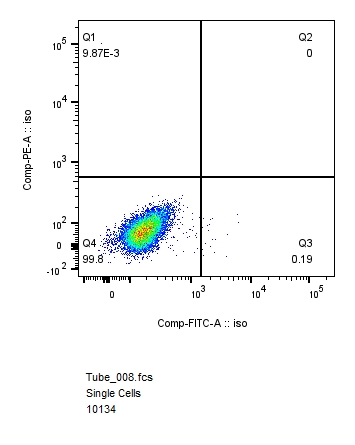 Q1
9.87E-3
Q2
0
10^5
10^4
10^3
10^2
0
-10^2
Comp-PE-A :: iso
Q4
99.8
Q3
0.19
0
10^3
10^4
10^5
Comp-FITC-A :: iso
Tube_008.fcs
Single Cells
10134